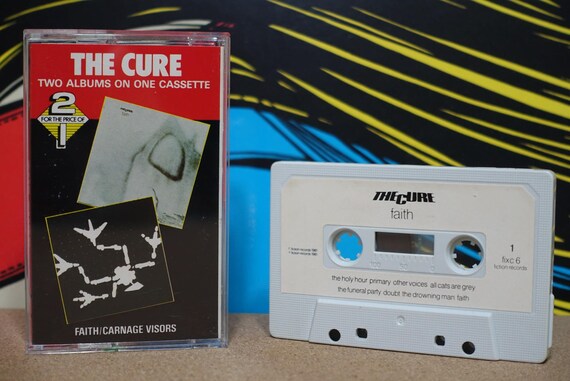 THE CURE
TWO ALBUMS ON ONE CASSETTE
2
FOR THE PRICE OF
1
FAITH/CARNAGE VISORS
THE CURE
faith
1
fixc 6
fiction records
the holy hour primary other voices all cats are grey
the funeral party doubt the drowning man faith